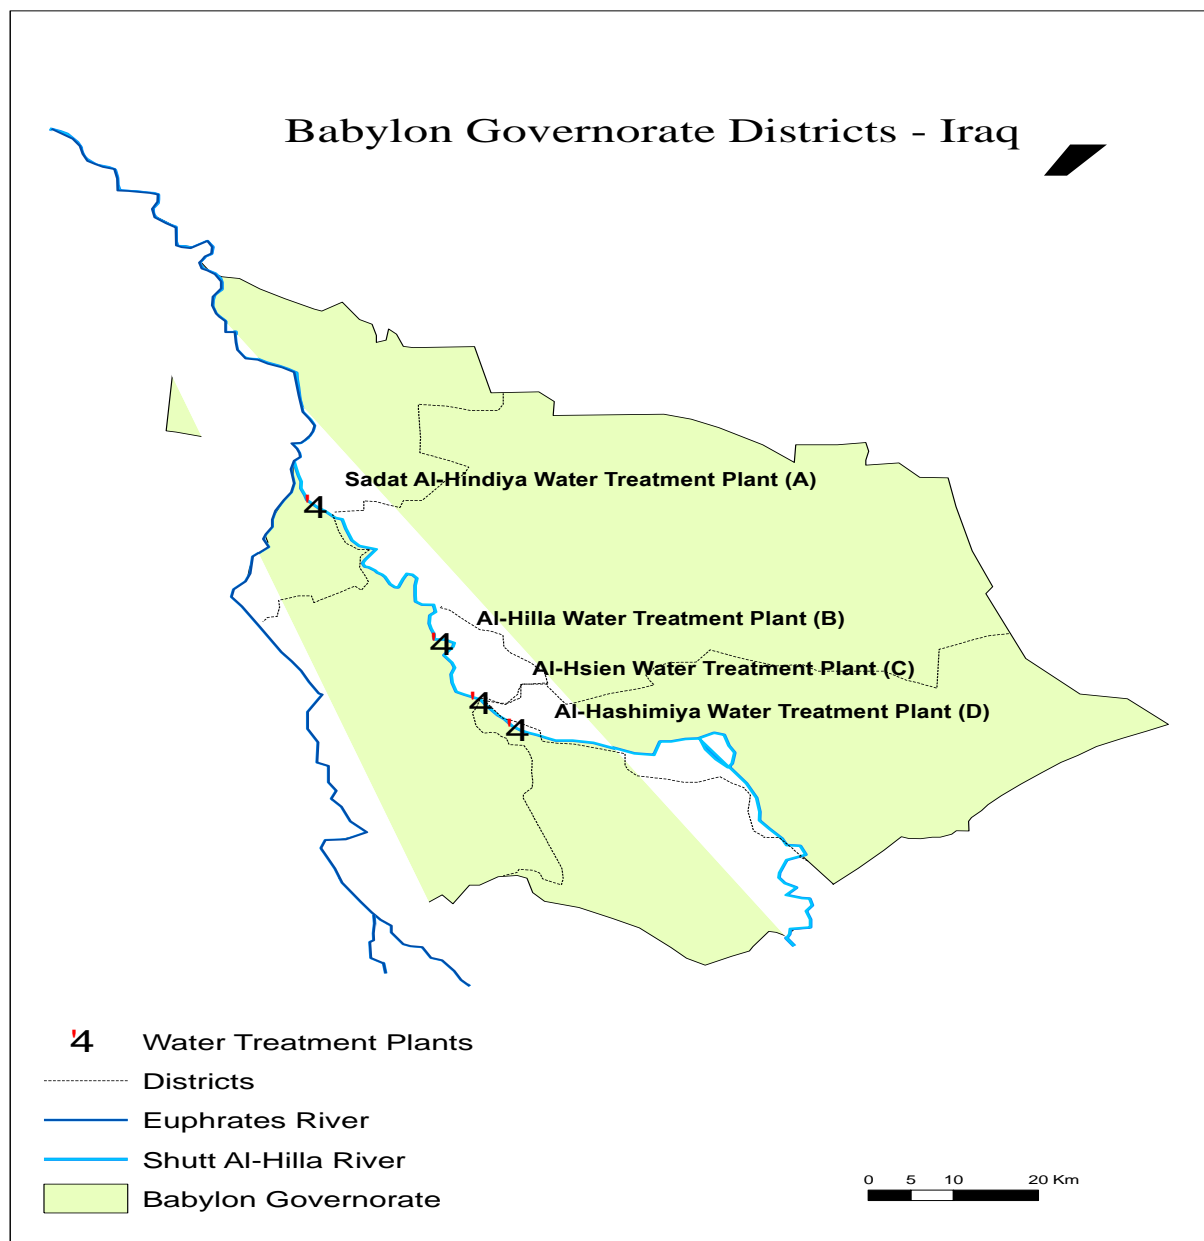 Babylon Governorate Districts - Iraq
Sadat Al-Hindiya Water Treatment Plant (A)
4
Al-Hilla Water Treatment Plant (B)
4
Al-Hsien Water Treatment Plant (C)
4
Al-Hashimiya Water Treatment Plant (D)
4
4 Water Treatment Plants
Districts
Euphrates River
Shutt Al-Hilla River
Babylon Governorate
0 5 10 20 Km